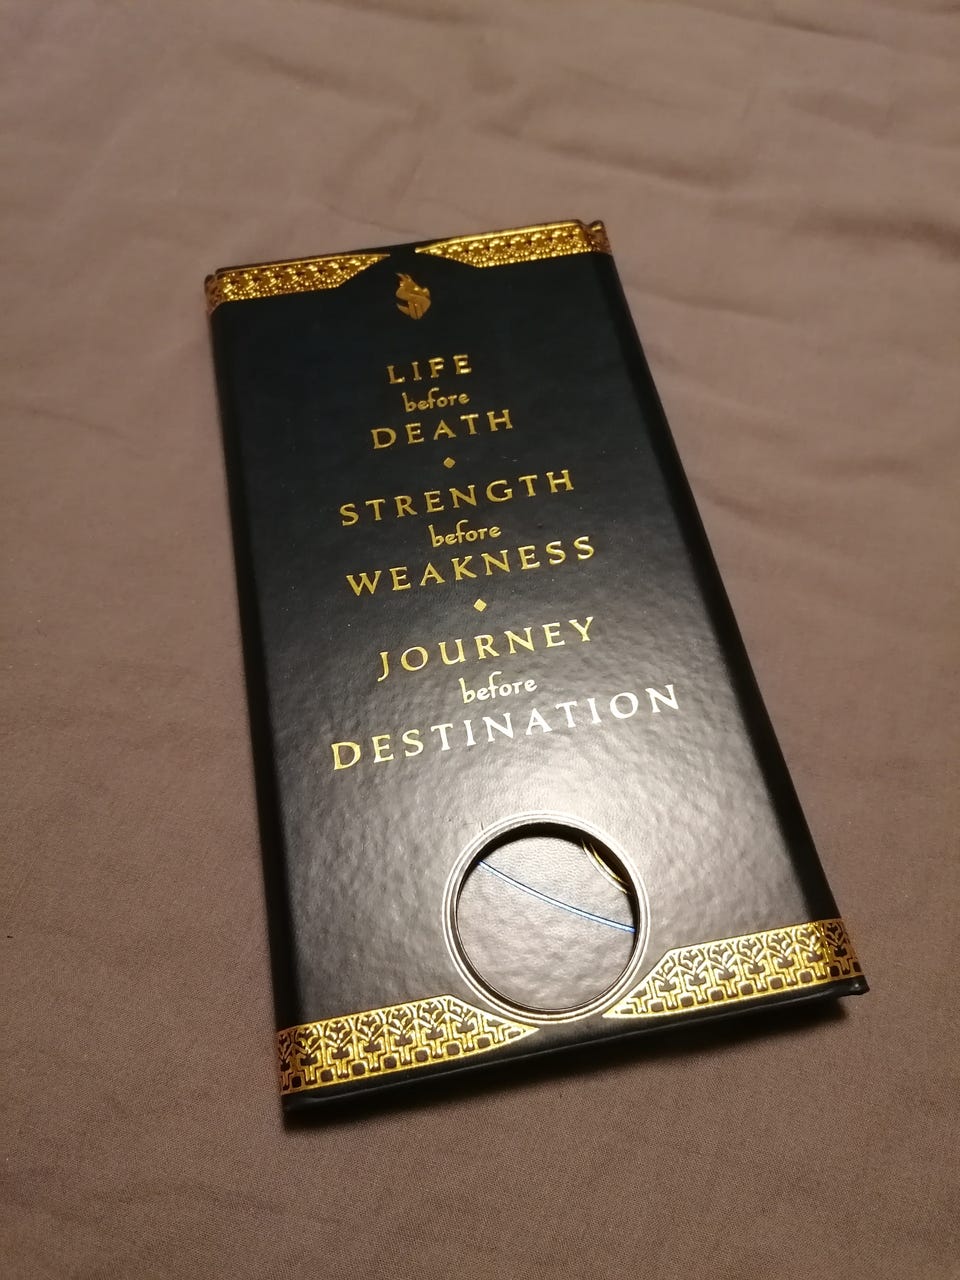 LIFE
before
DEATH
STRENGTH
before
WEAKNESS
JOURNEY
before
DESTINATION